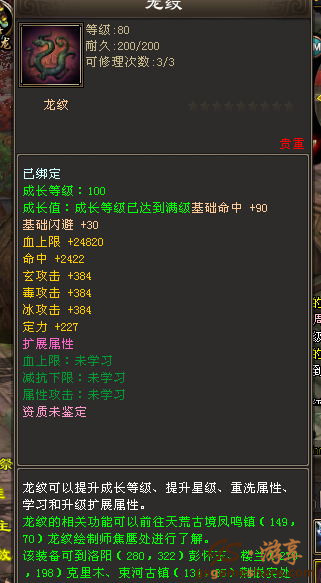 龙纹
等级:80
耐久:200/200
可修理次数:3/3
龙纹
贵重
已绑定
成长等级:100
成长值:成长等级已达到满级基础命中 +90
基础闪避 +30
血上限 +24820
命中 +2422
玄攻击 +384
毒攻击 +384
冰攻击 +384
定力 +227
扩展属性
血上限:未学习
减抗下限:未学习
属性攻击:未学习
资质未鉴定
龙纹可以提升成长等级、提升星级、重洗属性、
学习和升级扩展属性。
龙纹的相关功能可以前往天荒古境凤鸣镇(149,
70)龙纹绘制师焦尶处进行了解。
该装备可到洛阳(280,322)彭怀宇、楼兰
,198)克里木、束河古镇